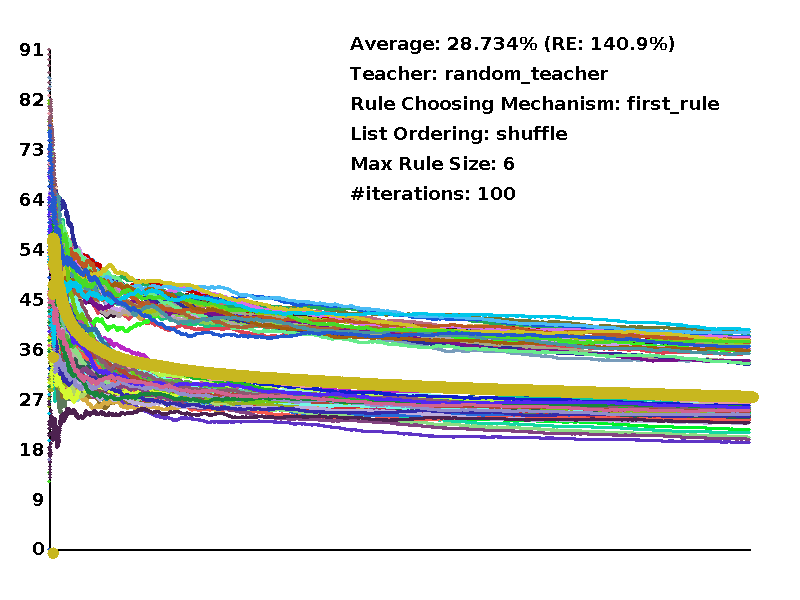 Average: 28.734% (RE: 140.9%)
Teacher: random_teacher
Rule Choosing Mechanism: first_rule
List Ordering: shuffle
Max Rule Size: 6
#iterations: 100
91
82
73
64
54
45
36
27
18
9
0